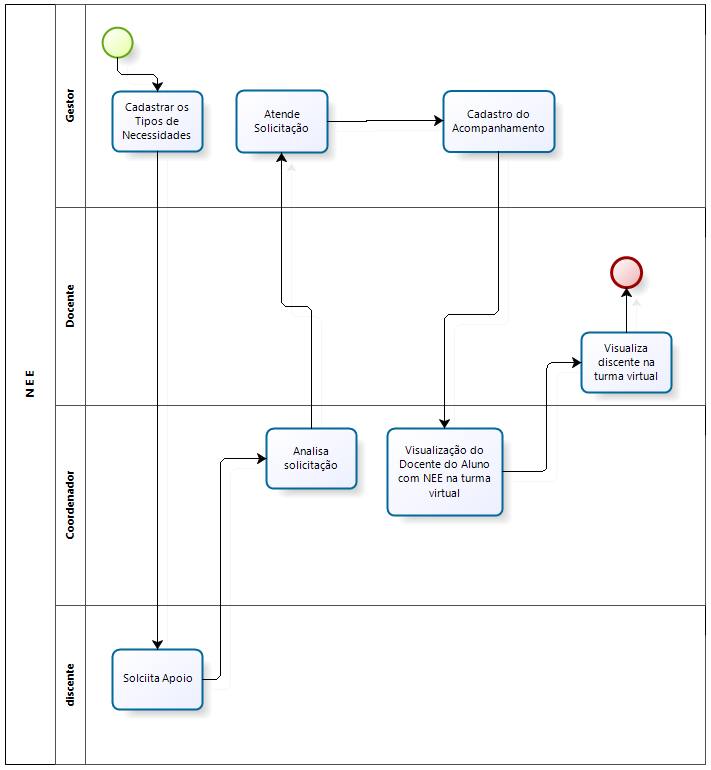 NEE
Gestor
Cadastrar os
Tipos de
Necessidades
Atende
Solicitação
Cadastro do
Acompanhamento
Docente
Visualiza
discente na
turma virtual
Coordenador
Analisa
solicitação
Visualização do
Docente do Aluno
com NEE na turma
virtual
discente
Solciita Apoio